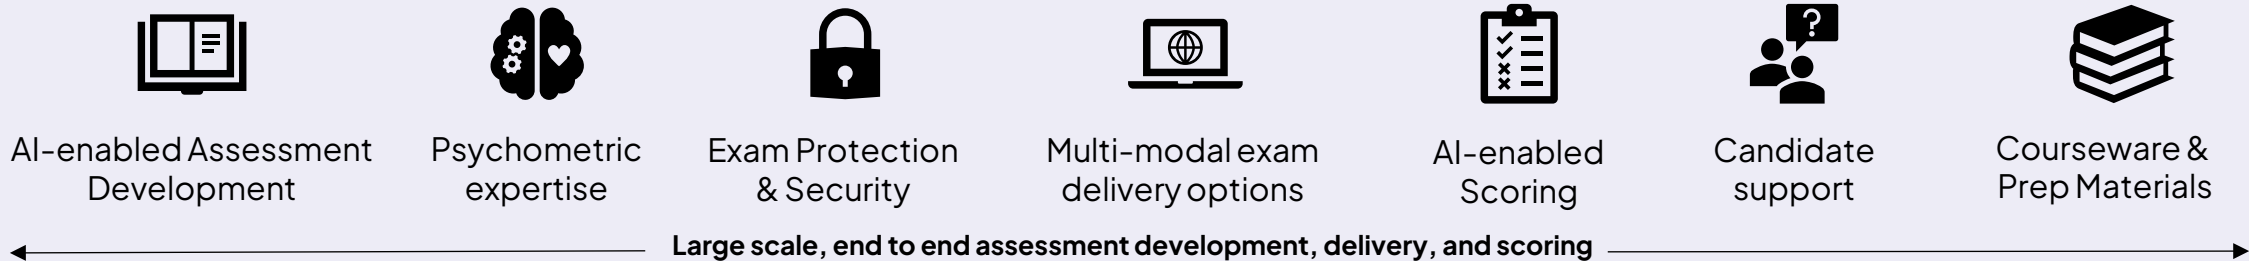 ?
AI-enabled Assessment
Development
Psychometric
expertise
Exam Protection
& Security
Multi-modal exam
delivery options
AI-enabled
Scoring
Candidate
support
Courseware &
Prep Materials
Large scale, end to end assessment development, delivery, and scoring